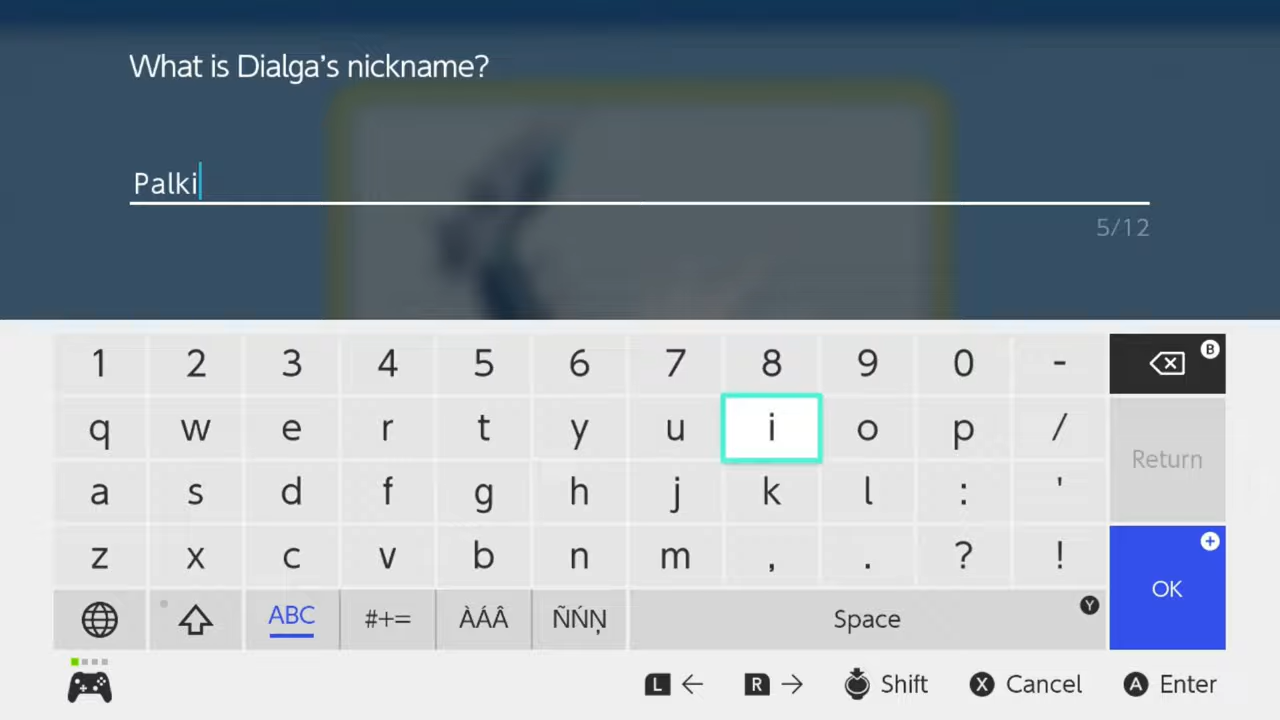 What is Dialga's nickname?
Palki
5/12
1 2 3 4 5 6 7 8 9 0 - B
q w e r t y u i o p /
Return
a s d f g h j k l : '
z x c v b n m , . ? ! +
OK
ABC #+= ÀÁÂ ÑŃŅ Space Y
L ← R → Shift X Cancel A Enter